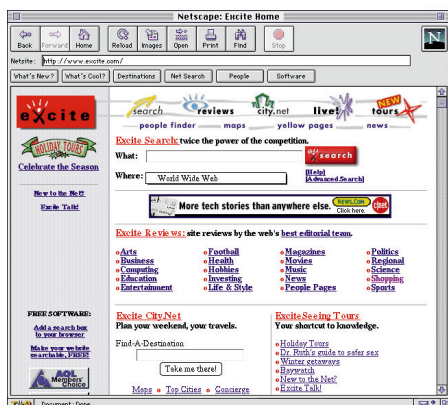 Netscape: Excite Home
Back Forward Home Reload Images Open Print Find Stop
N
Netsite: http://www.excite.com/
What's New? What's Cool? Destinations Net Search People Software
excite
search reviews city.net live! NEW tours
people finder maps yellow pages news
HOLIDAY TOURS
Celebrate the Season
New to the Net?
Excite Talk!
FREE SOFTWARE:
Add a search box
to your browser.
Make your website
searchable, FREE!
AOL
Members'
Choice
Excite Search: twice the power of the competition.
What: search
Where: World Wide Web [Help]
[Advanced Search]
More tech stories than anywhere else. NEWS.COM Click here. c|net
Excite Reviews: site reviews by the web's best editorial team.
Arts Football Magazines Politics
Business Health Movies Regional
Computing Hobbies Music Science
Education Investing News Shopping
Entertainment Life & Style People Pages Sports
Excite City.Net
Plan your weekend, your travels.
Find-A-Destination
Take me there!
Maps Top Cities Concierge
ExciteSeeing Tours
Your shortcut to knowledge.
Holiday Tours
Dr. Ruth's guide to safer sex
Winter getaways
Baywatch
New to the Net?
Excite Talk!
Document: Done.